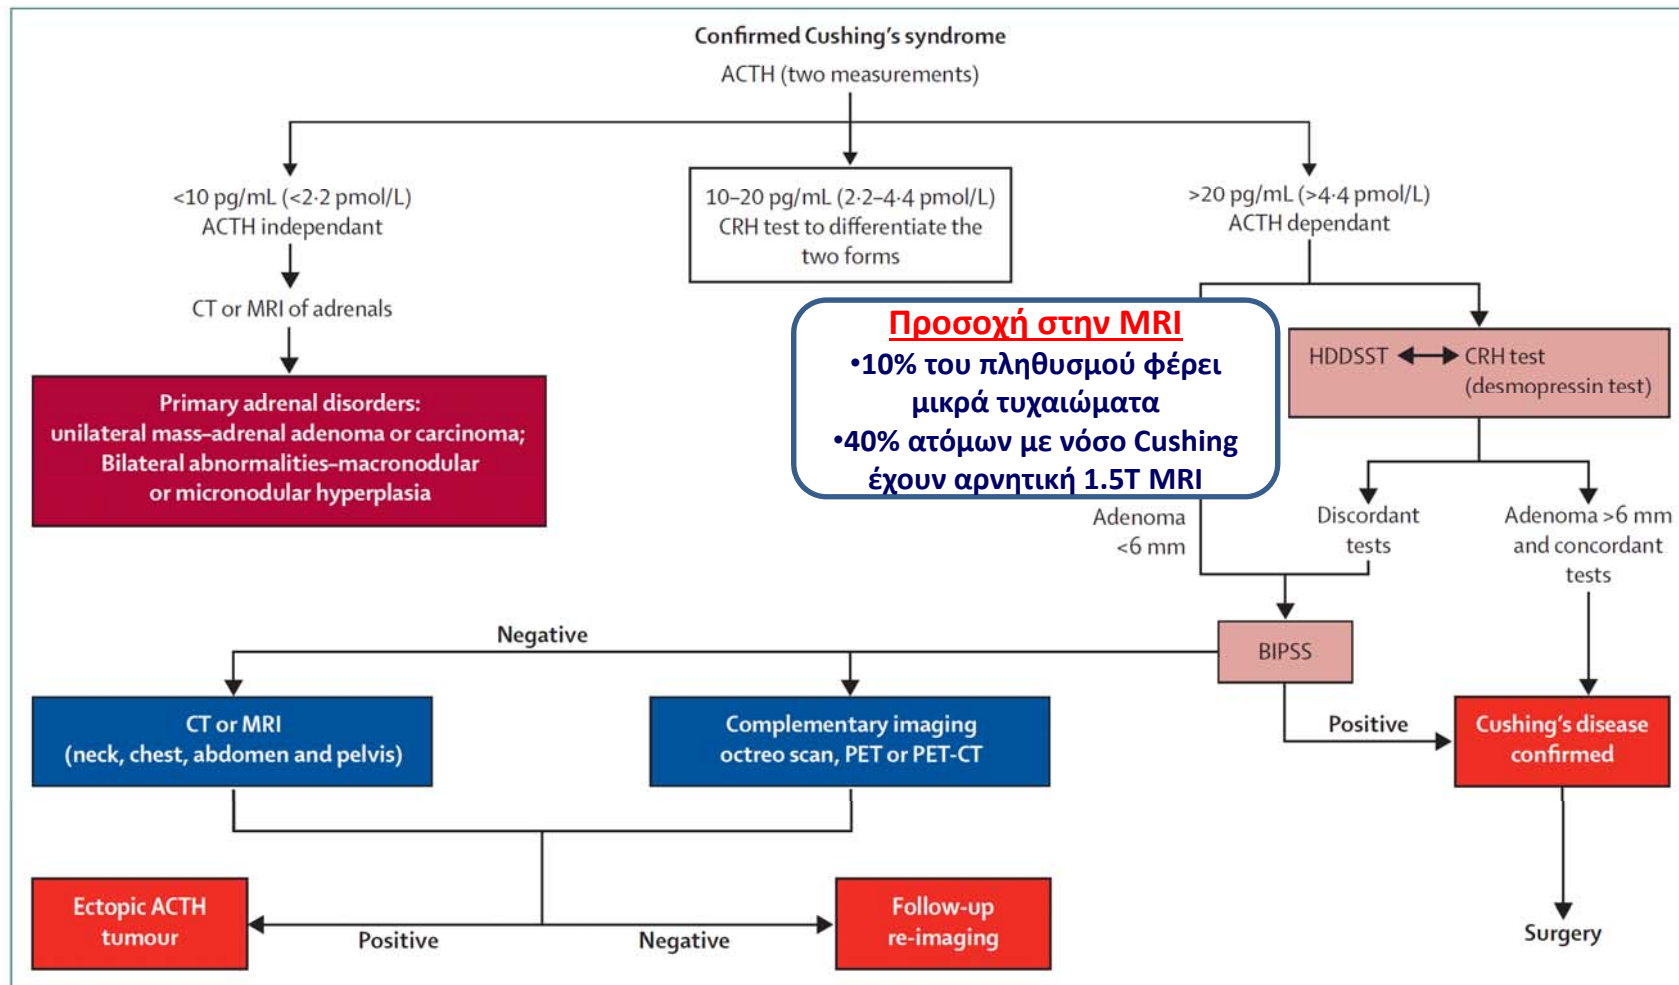 Confirmed Cushing's syndrome
ACTH (two measurements)
<10 pg/mL (<2·2 pmol/L)
ACTH independant
10–20 pg/mL (2·2–4·4 pmol/L)
CRH test to differentiate the
two forms
>20 pg/mL (>4·4 pmol/L)
ACTH dependant
CT or MRI of adrenals
Προσοχή στην MRI
•10% του πληθυσμού φέρει
μικρά τυχαιώματα
•40% ατόμων με νόσο Cushing
έχουν αρνητική 1.5T MRI
HDDSST
CRH test
(desmopressin test)
Primary adrenal disorders:
unilateral mass–adrenal adenoma or carcinoma;
Bilateral abnormalities–macronodular
or micronodular hyperplasia
Adenoma
<6 mm
Discordant
tests
Adenoma >6 mm
and concordant
tests
Negative
BIPSS
CT or MRI
(neck, chest, abdomen and pelvis)
Complementary imaging
octreo scan, PET or PET-CT
Positive
Cushing's disease
confirmed
Ectopic ACTH
tumour
Positive
Negative
Follow-up
re-imaging
Surgery